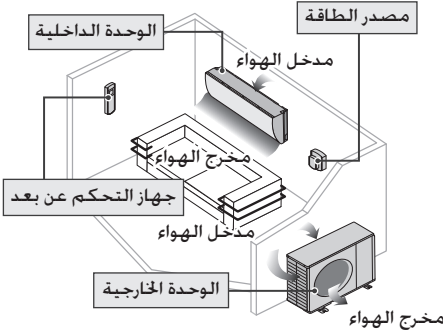 مصدر الطاقة
الوحدة الداخلية
مدخل الهواء
مخرج الهواء
جهاز التحكم عن بعد
مدخل الهواء
الوحدة الخارجية
مخرج الهواء